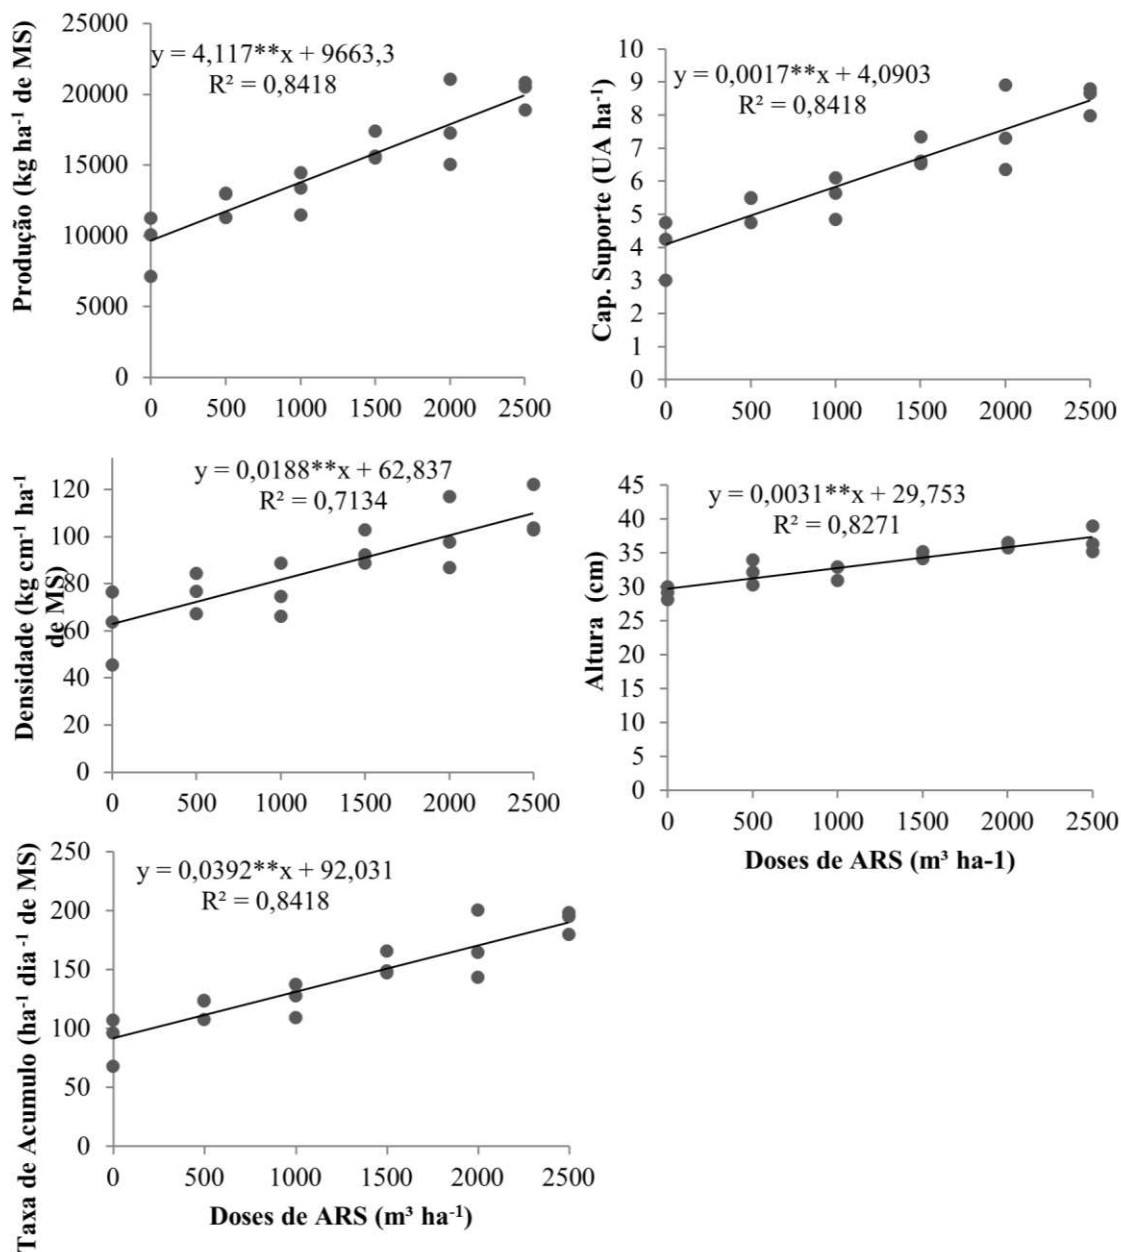 Produção (kg ha⁻¹ de MS)
25000
20000
15000
10000
5000
0
y = 4,117**x + 9663,3
R² = 0,8418
0 500 1000 1500 2000 2500
Cap. Suporte (UA ha⁻¹)
10
9
8
7
6
5
4
3
2
1
0
y = 0,0017**x + 4,0903
R² = 0,8418
0 500 1000 1500 2000 2500
Densidade (kg cm⁻¹ ha⁻¹
de MS)
120
100
80
60
40
20
0
y = 0,0188**x + 62,837
R² = 0,7134
0 500 1000 1500 2000 2500
Altura (cm)
45
40
35
30
25
20
15
10
5
0
y = 0,0031**x + 29,753
R² = 0,8271
0 500 1000 1500 2000 2500
Doses de ARS (m³ ha-1)
Taxa de Acumulo (ha⁻¹ dia ⁻¹ de MS)
250
200
150
100
50
0
y = 0,0392**x + 92,031
R² = 0,8418
0 500 1000 1500 2000 2500
Doses de ARS (m³ ha⁻¹)